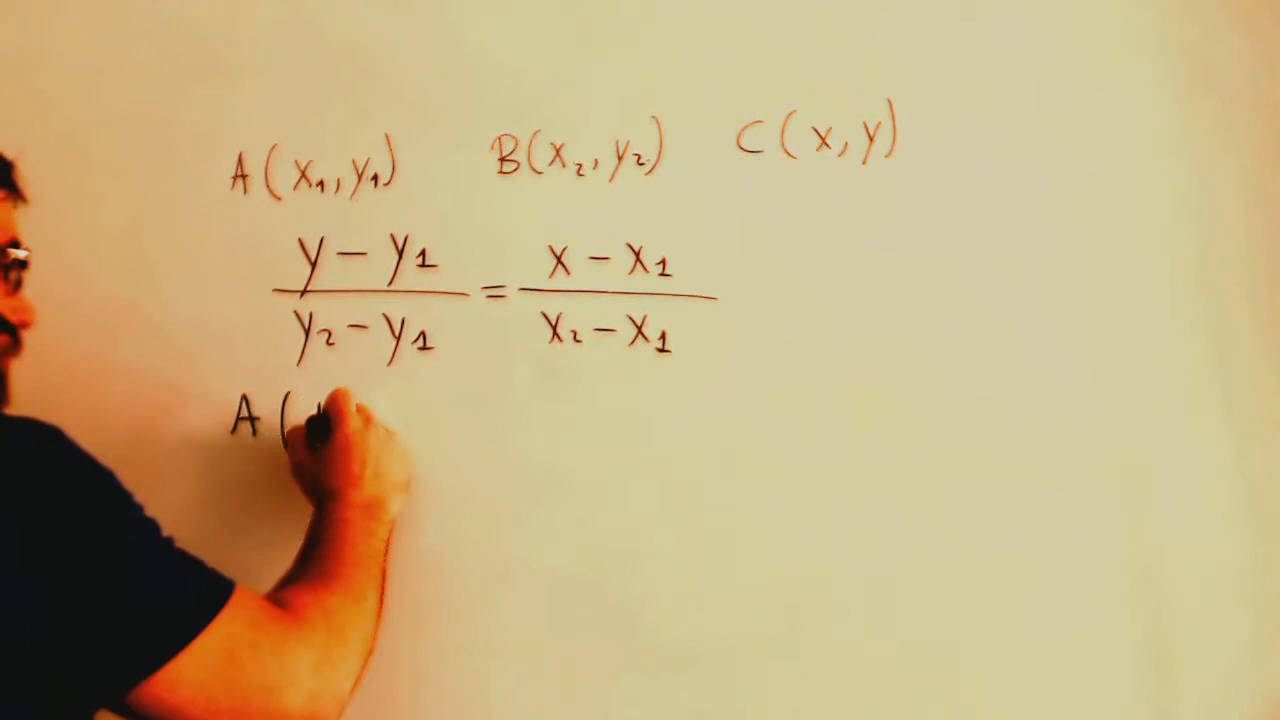 A(x₁,y₁) B(x₂,y₂) C(x,y)
(y − y₁)/(y₂ − y₁) = (x − x₁)/(x₂ − x₁)
A (